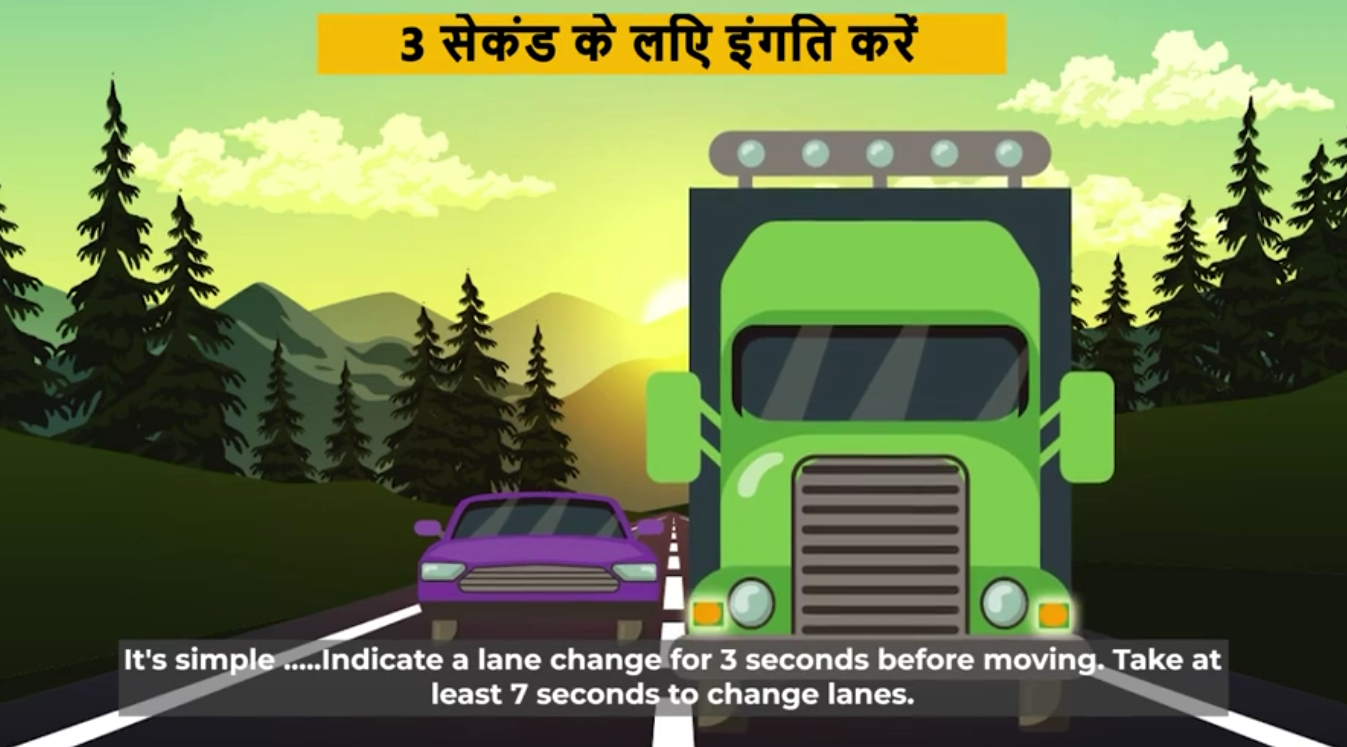 3 सेकंड के लिए इंगति करें
It's simple .....Indicate a lane change for 3 seconds before moving. Take at
least 7 seconds to change lanes.